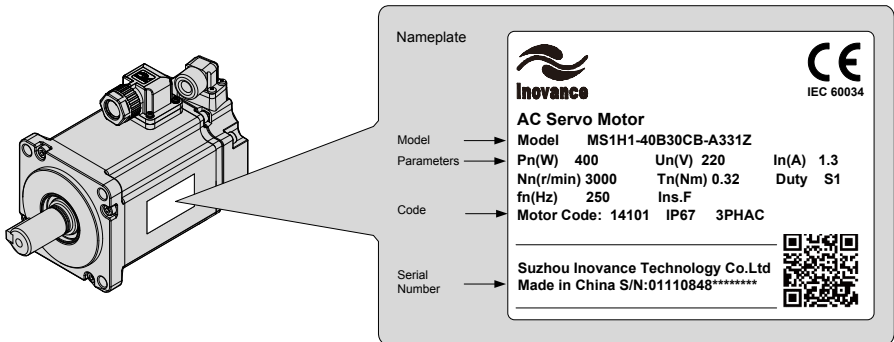 Nameplate
Inovance
CE
IEC 60034
AC Servo Motor
Model
Model MS1H1-40B30CB-A331Z
Parameters
Pn(W) 400 Un(V) 220 In(A) 1.3
Nn(r/min) 3000 Tn(Nm) 0.32 Duty S1
fn(Hz) 250 Ins.F
Code
Motor Code: 14101 IP67 3PHAC
Suzhou Inovance Technology Co.Ltd
Serial
Number
Made in China S/N:01110848********